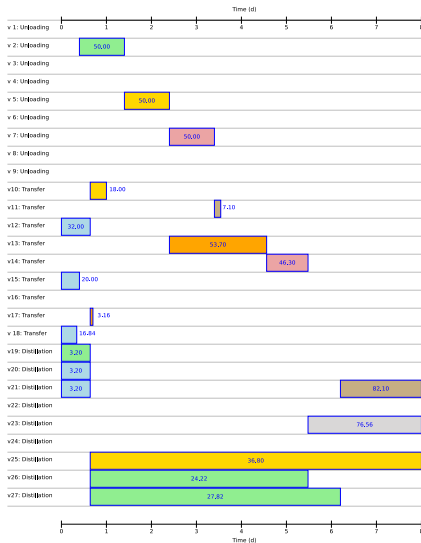 Time (d)
0 1 2 3 4 5 6 7 8
v 1: Unloading
v 2: Unloading 50,00
v 3: Unloading
v 4: Unloading
v 5: Unloading 50,00
v 6: Unloading
v 7: Unloading 50,00
v 8: Unloading
v 9: Unloading
v10: Transfer 18.00
v11: Transfer 7.10
v12: Transfer 32,00
v13: Transfer 53,70
v14: Transfer 46,30
v15: Transfer 20.00
v16: Transfer
v17: Transfer 3.16
v 18: Transfer 16.84
v19: Distillation 3,20
v20: Distillation 3,20
v21: Distillation 3,20 82,10
v22: Distillation
v23: Distillation 76,56
v24: Distillation
v25: Distillation 36,80
v26: Distillation 24,22
v27: Distillation 27,82
0 1 2 3 4 5 6 7 8
Time (d)